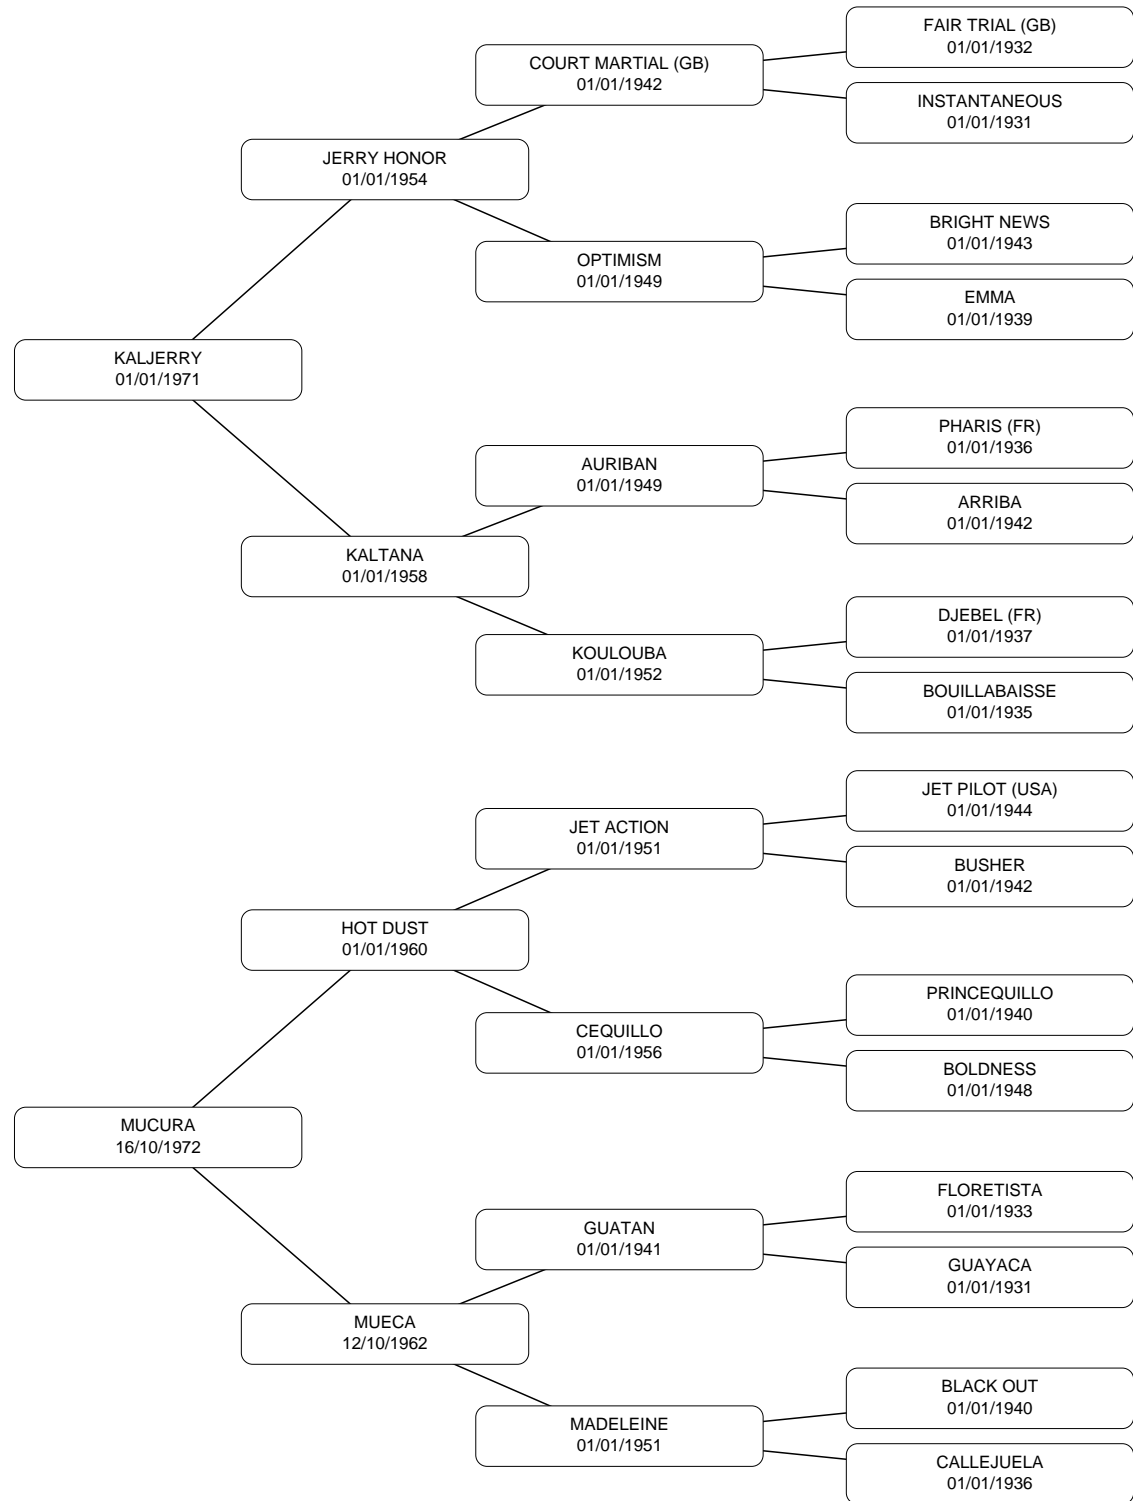 FAIR TRIAL (GB)
01/01/1932
COURT MARTIAL (GB)
01/01/1942
INSTANTANEOUS
01/01/1931
JERRY HONOR
01/01/1954
BRIGHT NEWS
01/01/1943
OPTIMISM
01/01/1949
EMMA
01/01/1939
KALJERRY
01/01/1971
PHARIS (FR)
01/01/1936
AURIBAN
01/01/1949
ARRIBA
01/01/1942
KALTANA
01/01/1958
DJEBEL (FR)
01/01/1937
KOULOUBA
01/01/1952
BOUILLABAISSE
01/01/1935
JET PILOT (USA)
01/01/1944
JET ACTION
01/01/1951
BUSHER
01/01/1942
HOT DUST
01/01/1960
PRINCEQUILLO
01/01/1940
CEQUILLO
01/01/1956
BOLDNESS
01/01/1948
MUCURA
16/10/1972
FLORETISTA
01/01/1933
GUATAN
01/01/1941
GUAYACA
01/01/1931
MUECA
12/10/1962
BLACK OUT
01/01/1940
MADELEINE
01/01/1951
CALLEJUELA
01/01/1936